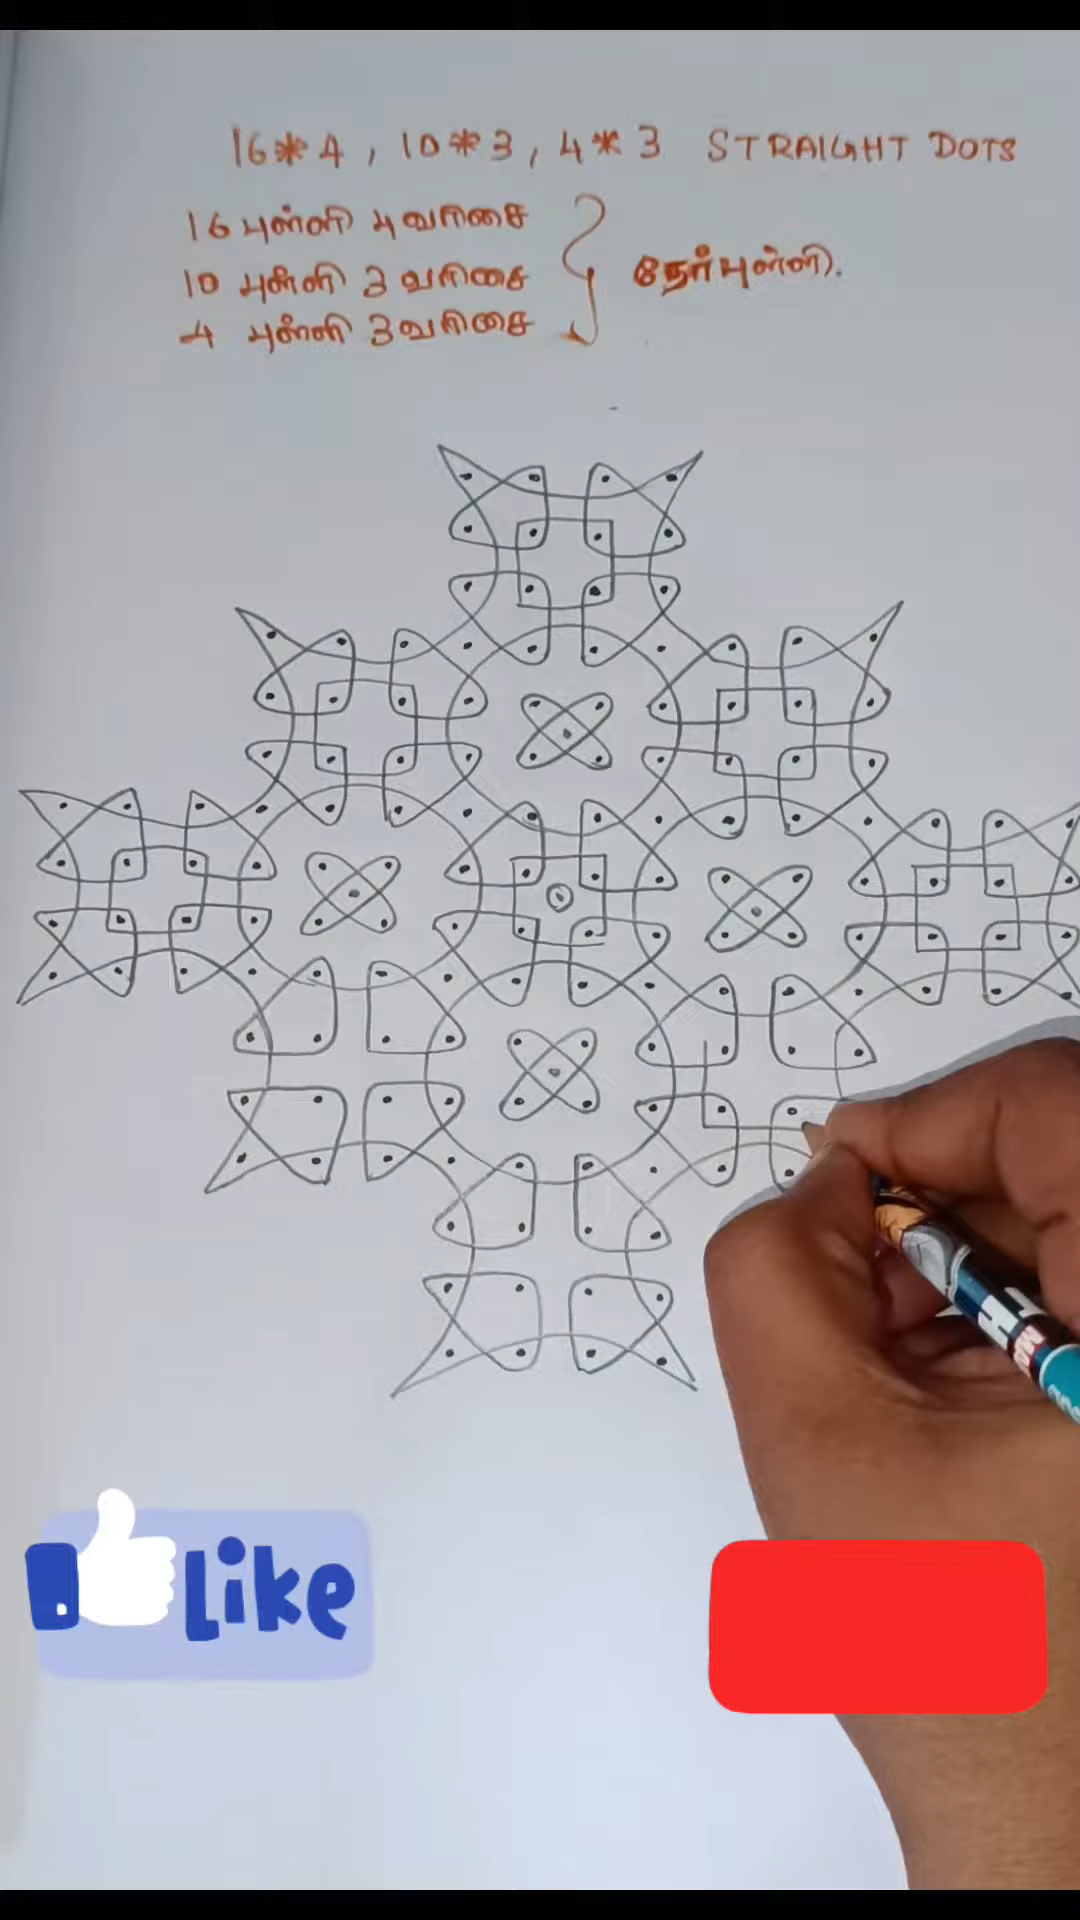 16*4, 10*3, 4*3 STRAIGHT DOTS
16 புள்ளி 4 வரிசை
10 புள்ளி 3 வரிசை
4 புள்ளி 3 வரிசை
நேர்புள்ளி.
Like